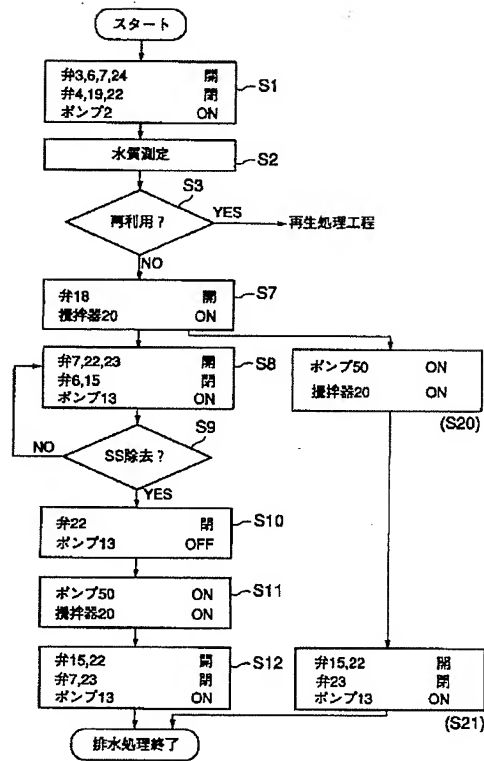 スタート
弁3,6,7,24 開
弁4,19,22 閉
ポンプ2 ON
S1
水質測定
S2
S3
再利用?
YES
再生処理工程
NO
弁18 開
攪拌器20 ON
S7
弁7,22,23 開
弁6,15 閉
ポンプ13 ON
S8
ポンプ50 ON
攪拌器20 ON
(S20)
S9
NO
SS除去?
YES
弁22 閉
ポンプ13 OFF
S10
ポンプ50 ON
攪拌器20 ON
S11
弁15,22 開
弁7,23 閉
ポンプ13 ON
S12
弁15,22 開
弁23 閉
ポンプ13 ON
(S21)
排水処理終了